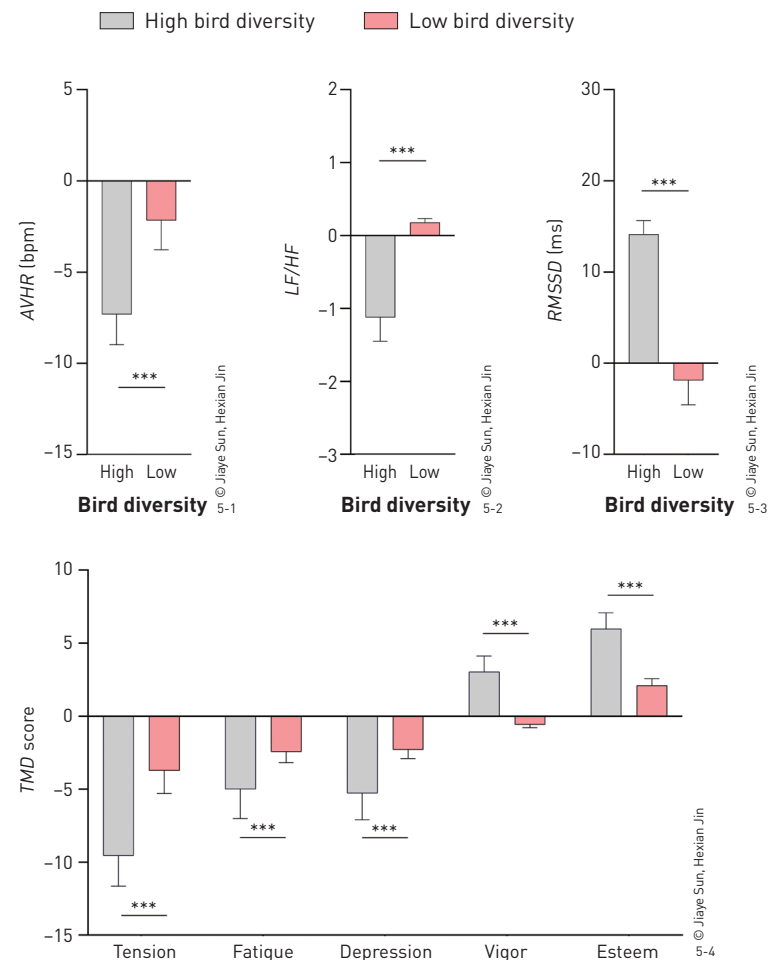 High bird diversity Low bird diversity
5
0
−5
−10
−15
AVHR (bpm)
***
High Low
Bird diversity
© Jiaye Sun, Hexian Jin
5-1
2
1
0
−1
−2
−3
LF/HF
***
High Low
Bird diversity
© Jiaye Sun, Hexian Jin
5-2
30
20
10
0
−10
RMSSD (ms)
***
High Low
Bird diversity
© Jiaye Sun, Hexian Jin
5-3
10
5
0
−5
−10
−15
TMD score
***
***
***
***
***
Tension Fatigue Depression Vigor Esteem
© Jiaye Sun, Hexian Jin
5-4